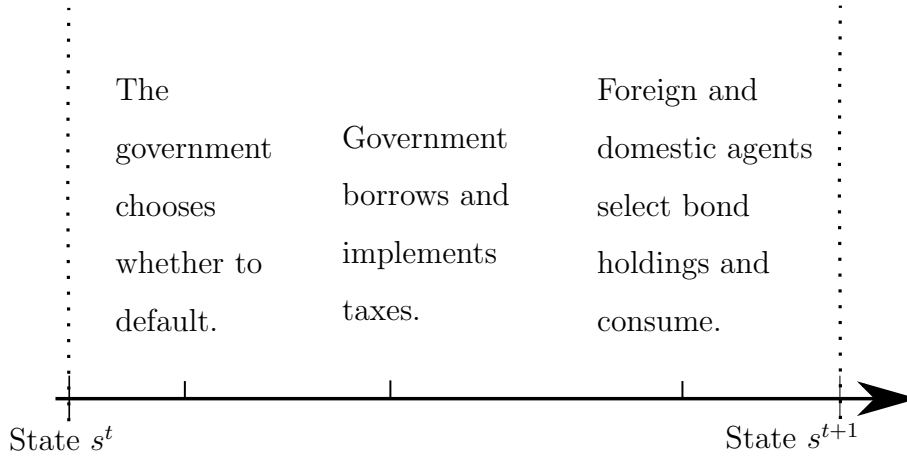 The
government
chooses
whether to
default.
Government
borrows and
implements
taxes.
Foreign and
domestic agents
select bond
holdings and
consume.
State s^t
State s^{t+1}